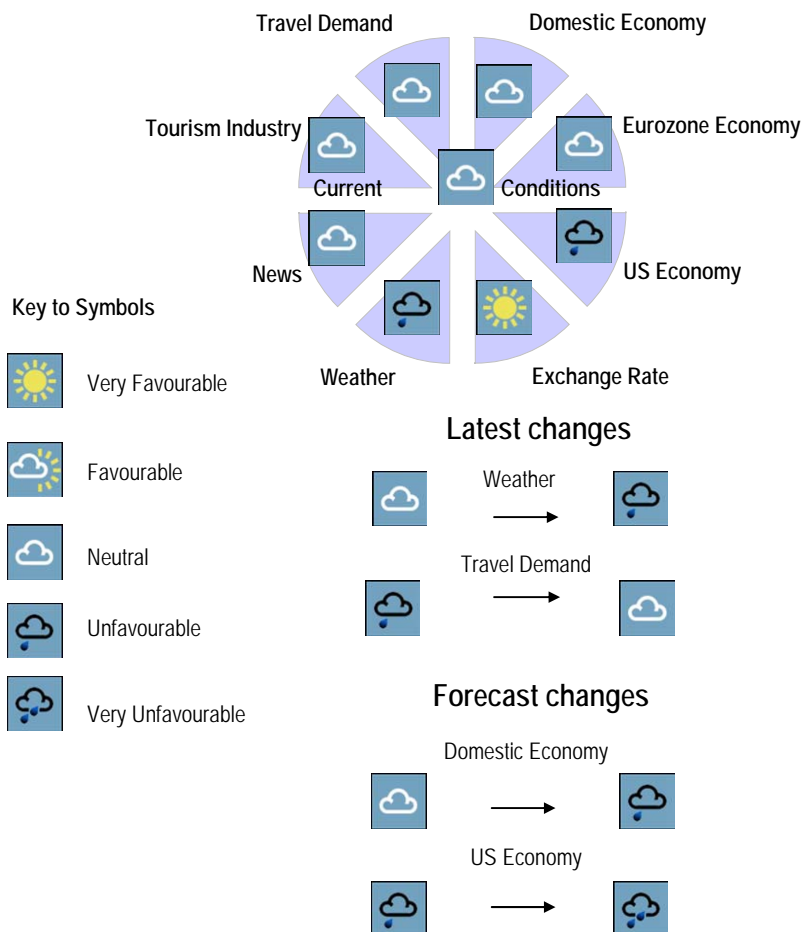 Travel Demand
Domestic Economy
Tourism Industry
Eurozone Economy
Current
Conditions
News
US Economy
Weather
Exchange Rate
Key to Symbols
Very Favourable
Favourable
Neutral
Unfavourable
Very Unfavourable
Latest changes
Weather
Travel Demand
Forecast changes
Domestic Economy
US Economy